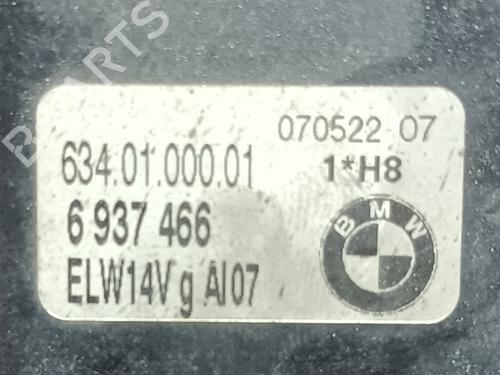 PARTS
070522 07
634.01.000.01
1*H8
6 937 466
BMW
ELW14V g AI07